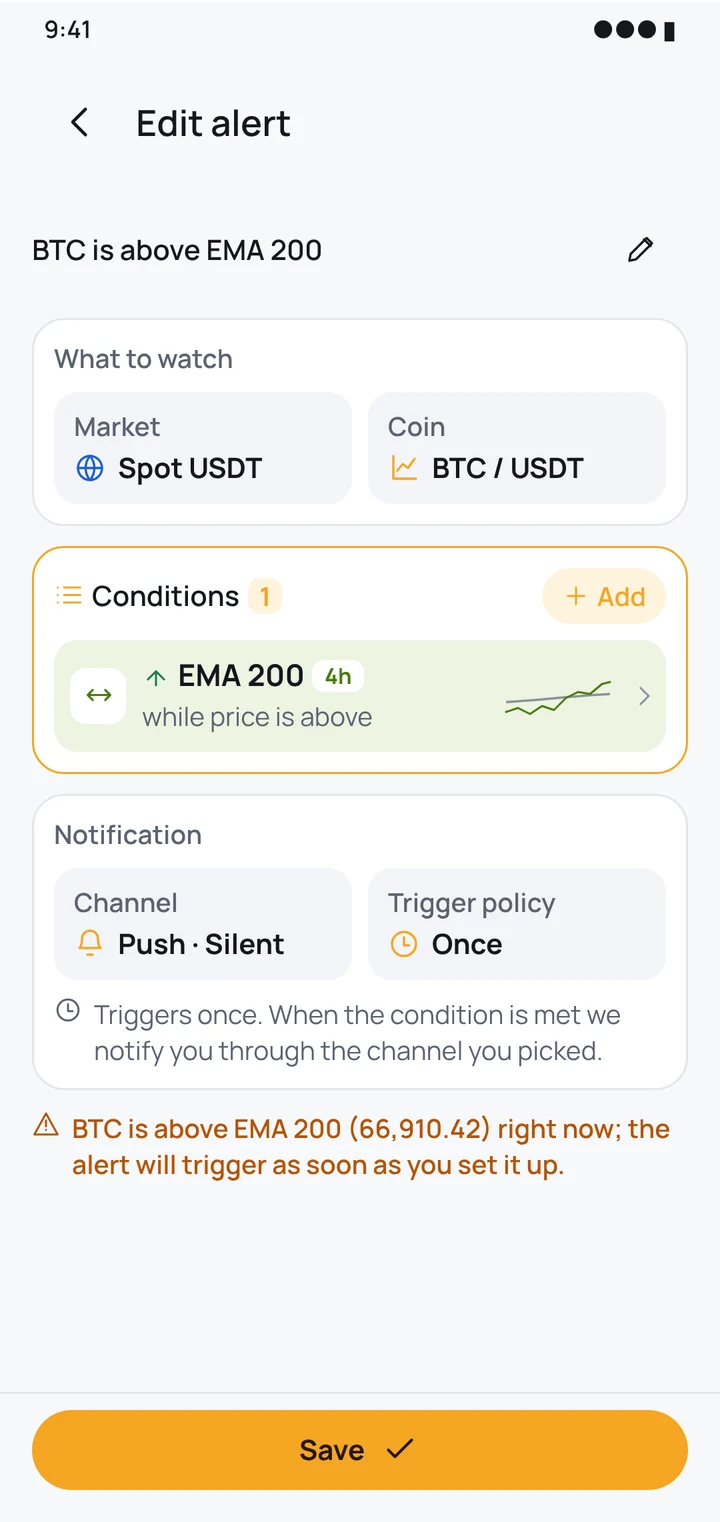 9:41
Edit alert
BTC is above EMA 200
What to watch
Market
Spot USDT
Coin
BTC / USDT
Conditions 1
+ Add
EMA 200 4h
while price is above
Notification
Channel
Push · Silent
Trigger policy
Once
Triggers once. When the condition is met we
notify you through the channel you picked.
BTC is above EMA 200 (66,910.42) right now; the
alert will trigger as soon as you set it up.
Save